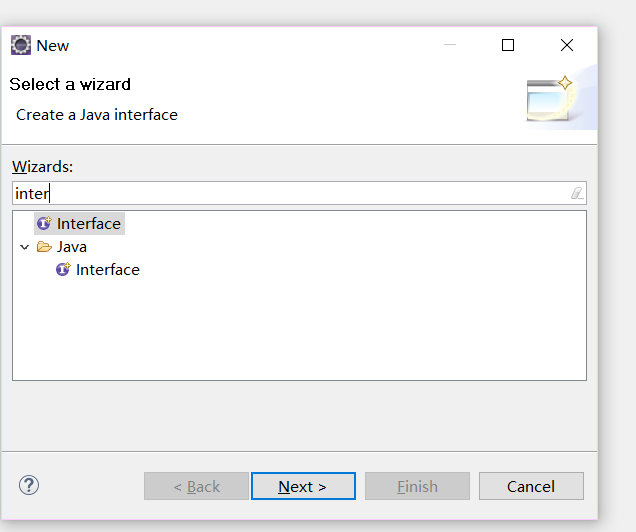 New
Select a wizard
Create a Java interface
Wizards:
inter
Interface
Java
Interface
?
< Back
Next >
Finish
Cancel